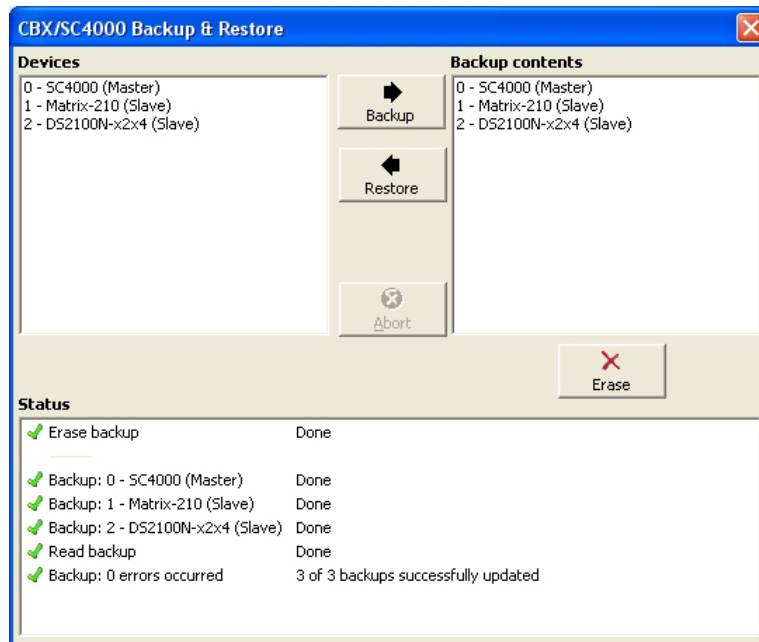 CBX/SC4000 Backup & Restore
Devices
0 - SC4000 (Master)
1 - Matrix-210 (Slave)
2 - DS2100N-x2x4 (Slave)
Backup
Restore
Abort
Backup contents
0 - SC4000 (Master)
1 - Matrix-210 (Slave)
2 - DS2100N-x2x4 (Slave)
Erase
Status
Erase backup Done
Backup: 0 - SC4000 (Master) Done
Backup: 1 - Matrix-210 (Slave) Done
Backup: 2 - DS2100N-x2x4 (Slave) Done
Read backup Done
Backup: 0 errors occurred 3 of 3 backups successfully updated